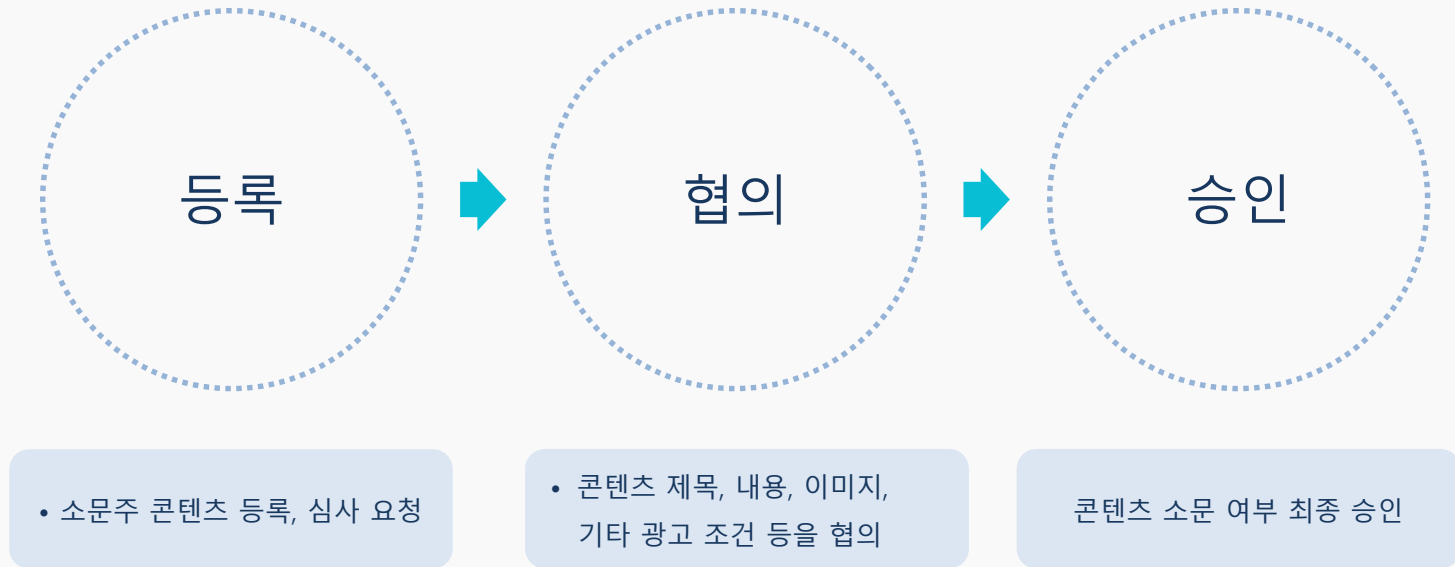 등록
협의
승인
• 소문주 콘텐츠 등록, 심사 요청
• 콘텐츠 제목, 내용, 이미지,
기타 광고 조건 등을 협의
콘텐츠 소문 여부 최종 승인